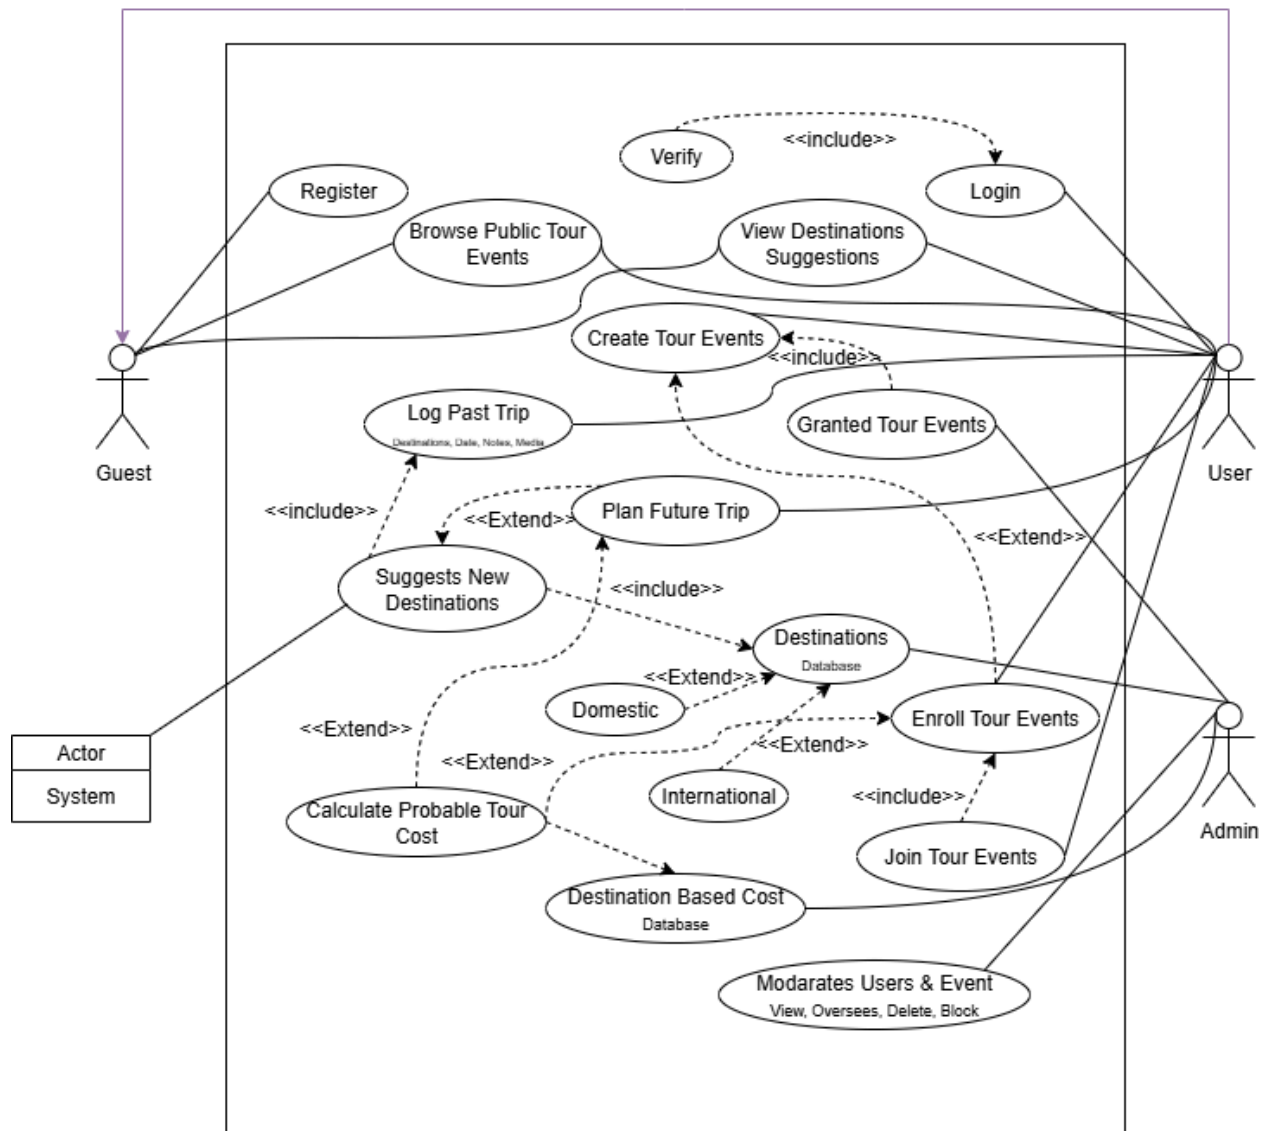 Verify
<<include>>
Register
Login
Browse Public Tour
Events
View Destinations
Suggestions
Create Tour Events
<<include>>
Log Past Trip
Destinations, Date, Notes, Media
Granted Tour Events
Guest
User
<<include>>
<<Extend>>
Plan Future Trip
<<Extend>>
Suggests New
Destinations
<<include>>
Destinations
Database
<<Extend>>
Domestic
Enroll Tour Events
<<Extend>>
<<Extend>>
<<Extend>>
Actor
System
International
<<include>>
Calculate Probable Tour
Cost
Admin
Join Tour Events
Destination Based Cost
Database
Modarates Users & Event
View, Oversees, Delete, Block